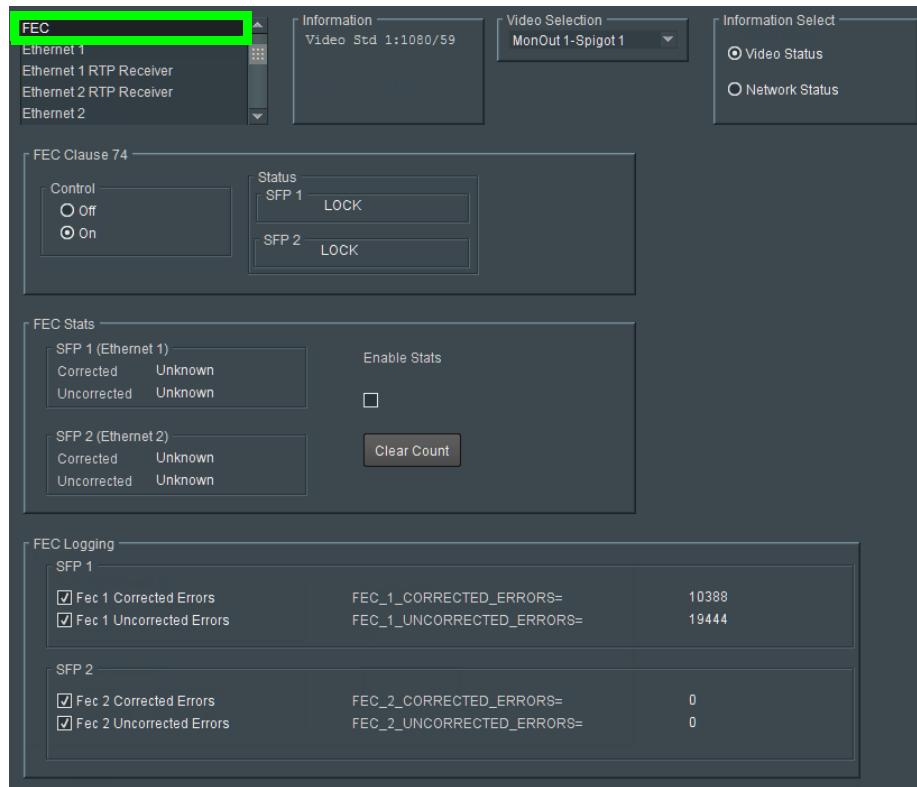 FEC
Ethernet 1
Ethernet 1 RTP Receiver
Ethernet 2 RTP Receiver
Ethernet 2
Information
Video Std 1:1080/59
Video Selection
MonOut 1-Spigot 1
Information Select
Video Status
Network Status
FEC Clause 74
Control
Off
On
Status
SFP 1
LOCK
SFP 2
LOCK
FEC Stats
SFP 1 (Ethernet 1)
Corrected Unknown
Uncorrected Unknown
SFP 2 (Ethernet 2)
Corrected Unknown
Uncorrected Unknown
Enable Stats
Clear Count
FEC Logging
SFP 1
Fec 1 Corrected Errors FEC_1_CORRECTED_ERRORS= 10388
Fec 1 Uncorrected Errors FEC_1_UNCORRECTED_ERRORS= 19444
SFP 2
Fec 2 Corrected Errors FEC_2_CORRECTED_ERRORS= 0
Fec 2 Uncorrected Errors FEC_2_UNCORRECTED_ERRORS= 0